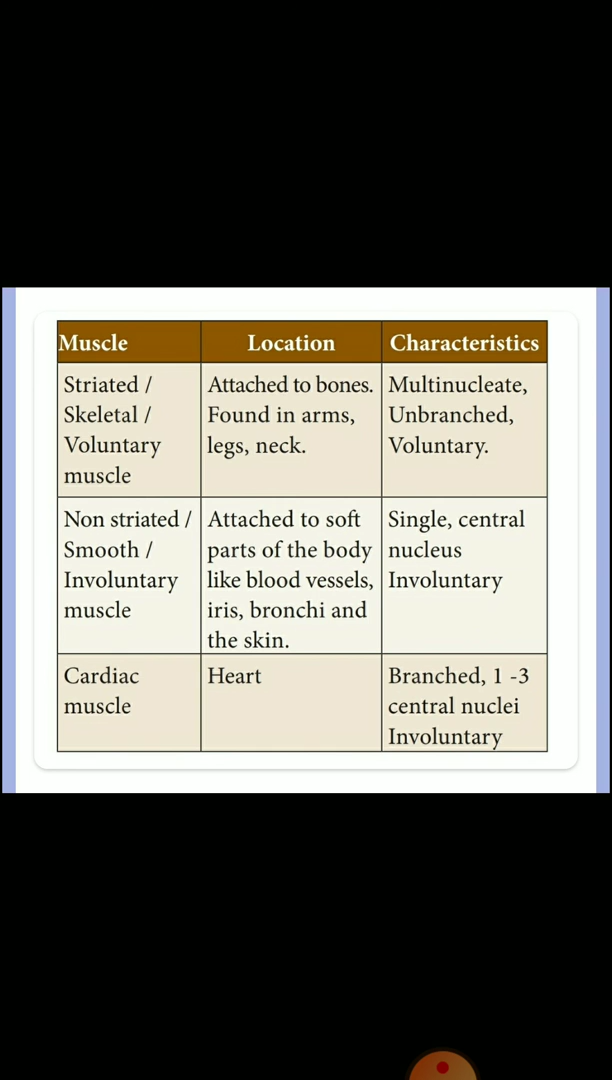 Muscle
Location
Characteristics
Striated /
Skeletal /
Voluntary
muscle
Attached to bones.
Found in arms,
legs, neck.
Multinucleate,
Unbranched,
Voluntary.
Non striated /
Smooth /
Involuntary
muscle
Attached to soft
parts of the body
like blood vessels,
iris, bronchi and
the skin.
Single, central
nucleus
Involuntary
Cardiac
muscle
Heart
Branched, 1 -3
central nuclei
Involuntary